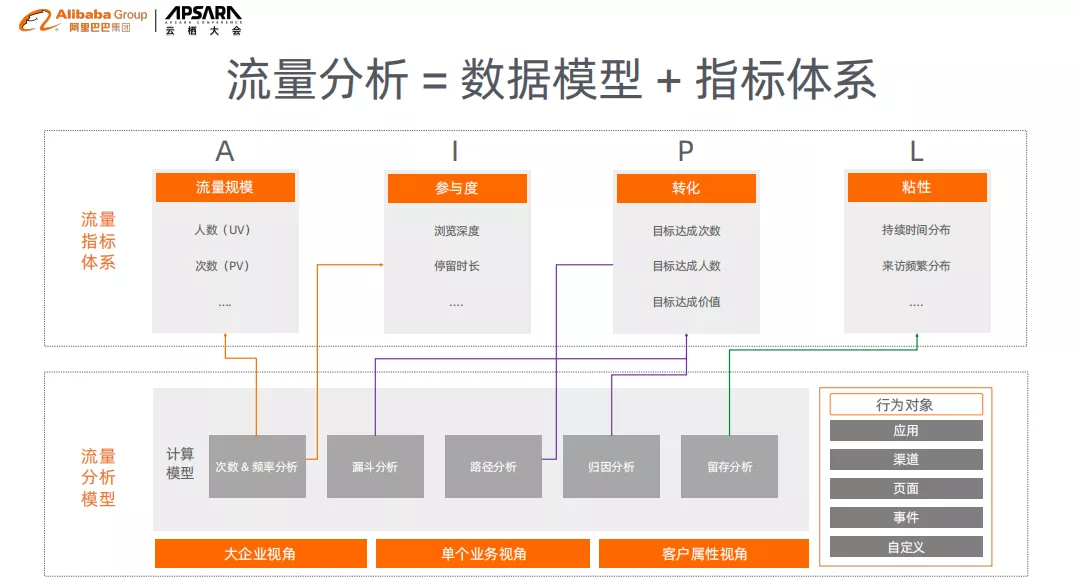 Alibaba Group
阿里巴巴集团
APSARA
APSARA CONFERENCE
云栖大会
流量分析 = 数据模型 + 指标体系
流量
指标
体系
A
流量规模
人数（UV）
次数（PV）
....
I
参与度
浏览深度
停留时长
....
P
转化
目标达成次数
目标达成人数
目标达成价值
L
粘性
持续时间分布
来访频繁分布
....
流量
分析
模型
计算
模型
次数 & 频率分析
漏斗分析
路径分析
归因分析
留存分析
大企业视角
单个业务视角
客户属性视角
行为对象
应用
渠道
页面
事件
自定义